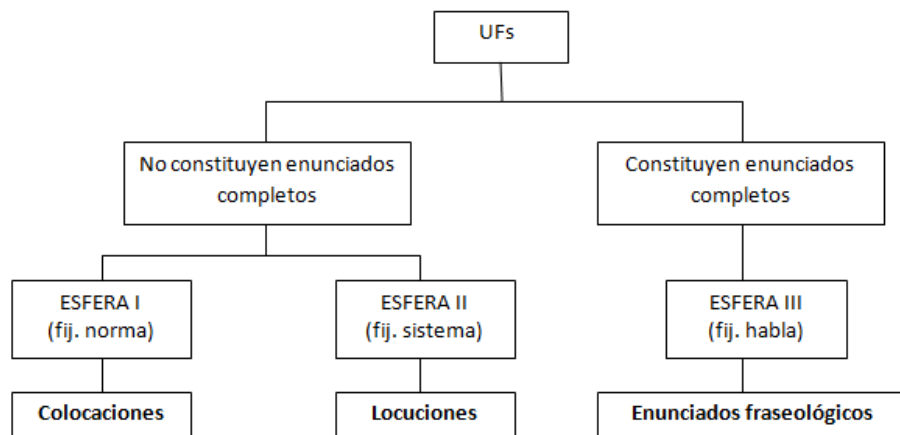 UFs
No constituyen enunciados
completos
Constituyen enunciados
completos
ESFERA I
(fij. norma)
ESFERA II
(fij. sistema)
ESFERA III
(fij. habla)
Colocaciones
Locuciones
Enunciados fraseológicos